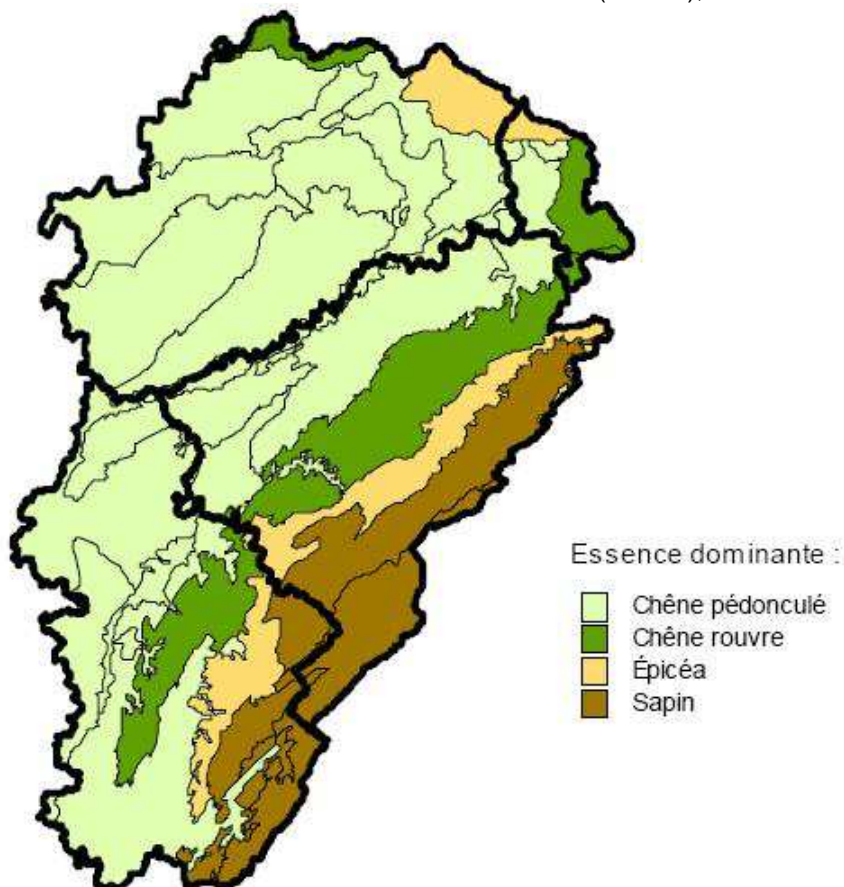 Essence dominante :
Chêne pédonculé
Chêne rouvre
Épicéa
Sapin